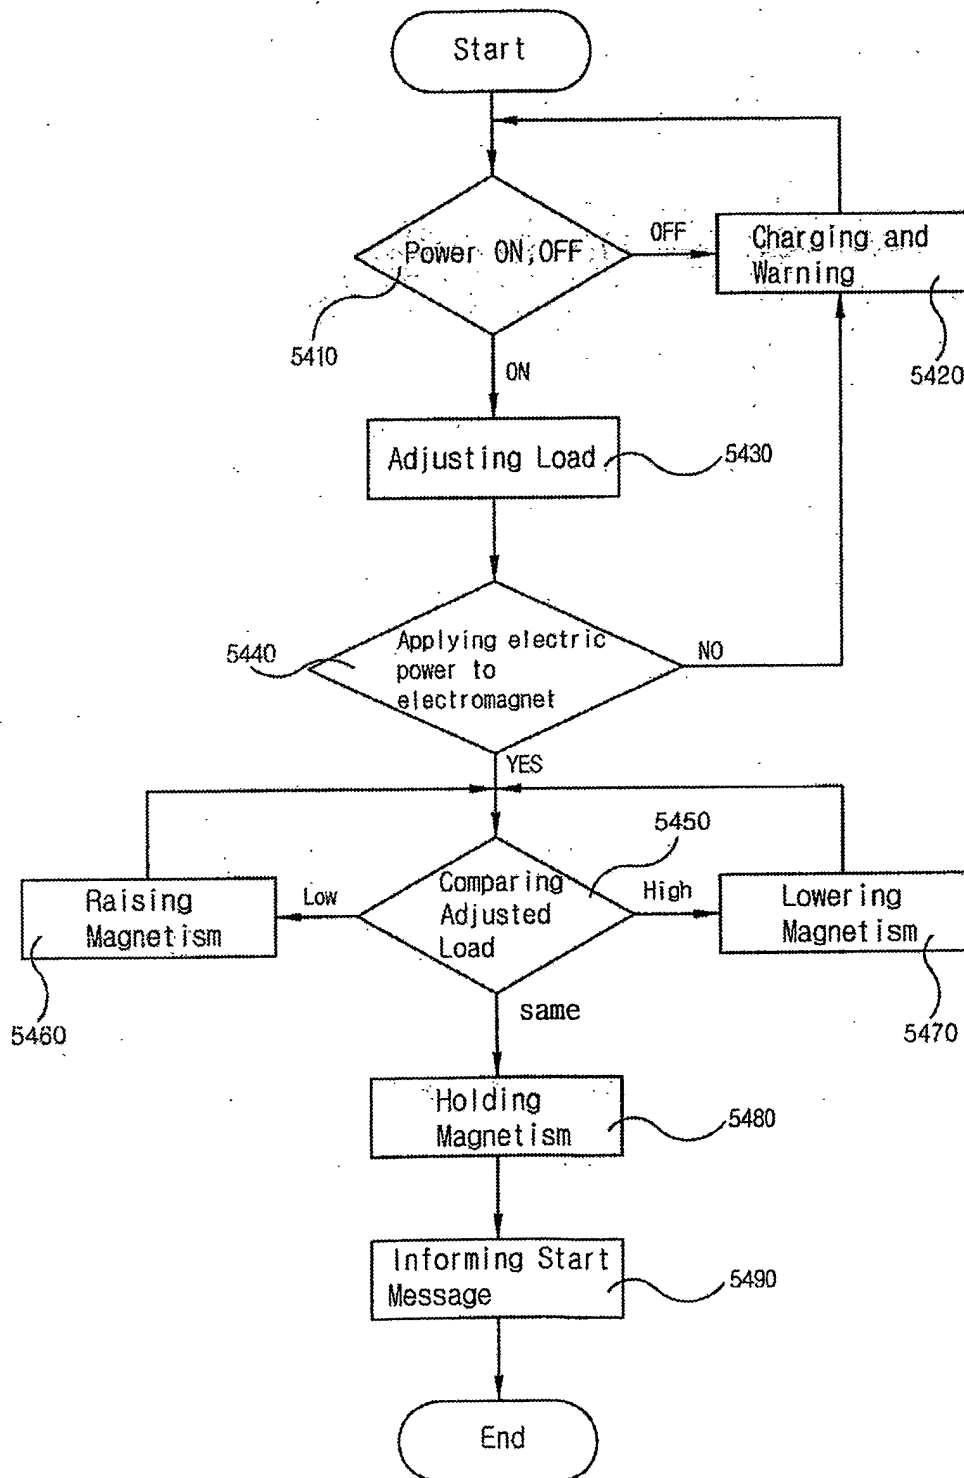 Start
Power ON,OFF
OFF
Charging and
Warning
5410
5420
ON
Adjusting Load
5430
Applying electric
power to
electromagnet
5440
NO
YES
5450
Raising
Magnetism
Low
Comparing
Adjusted
Load
High
Lowering
Magnetism
5460
5470
same
Holding
Magnetism
5480
Informing Start
Message
5490
End